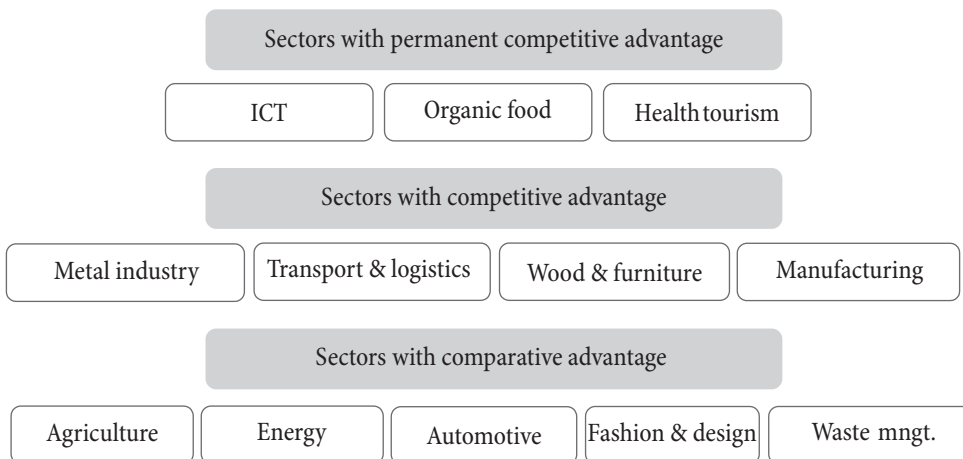 Sectors with permanent competitive advantage
ICT
Organic food
Health tourism
Sectors with competitive advantage
Metal industry
Transport & logistics
Wood & furniture
Manufacturing
Sectors with comparative advantage
Agriculture
Energy
Automotive
Fashion & design
Waste mngt.